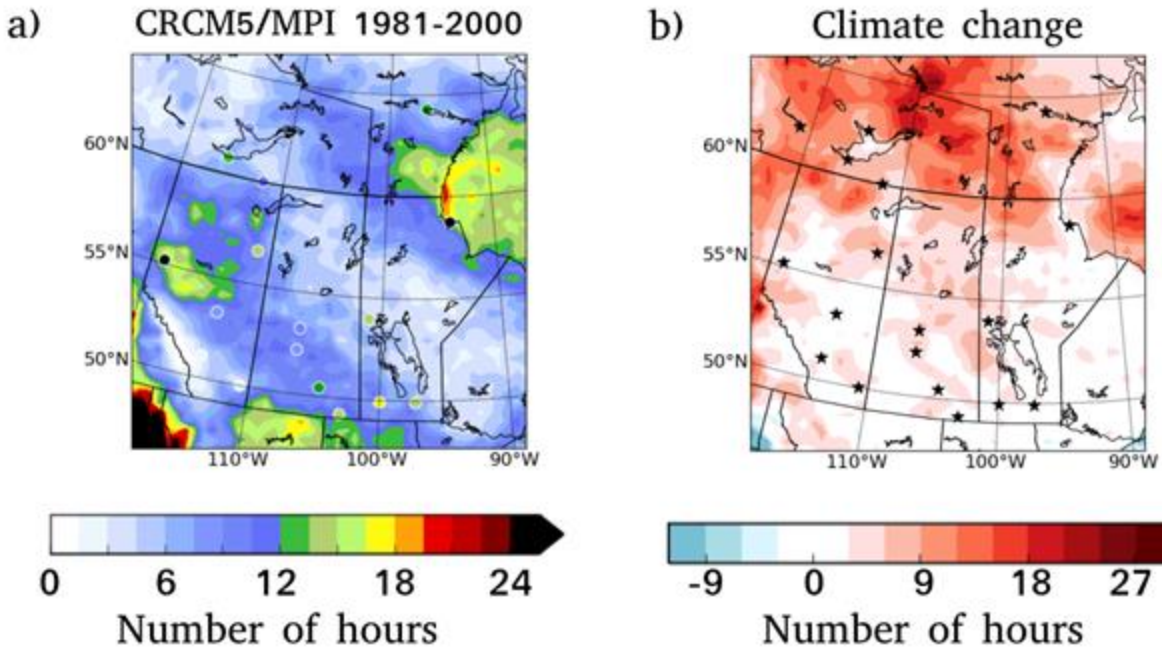 a) CRCM5/MPI 1981-2000
60°N
55°N
50°N
110°W 100°W 90°W
0 6 12 18 24
Number of hours
b) Climate change
60°N
55°N
50°N
110°W 100°W 90°W
-9 0 9 18 27
Number of hours